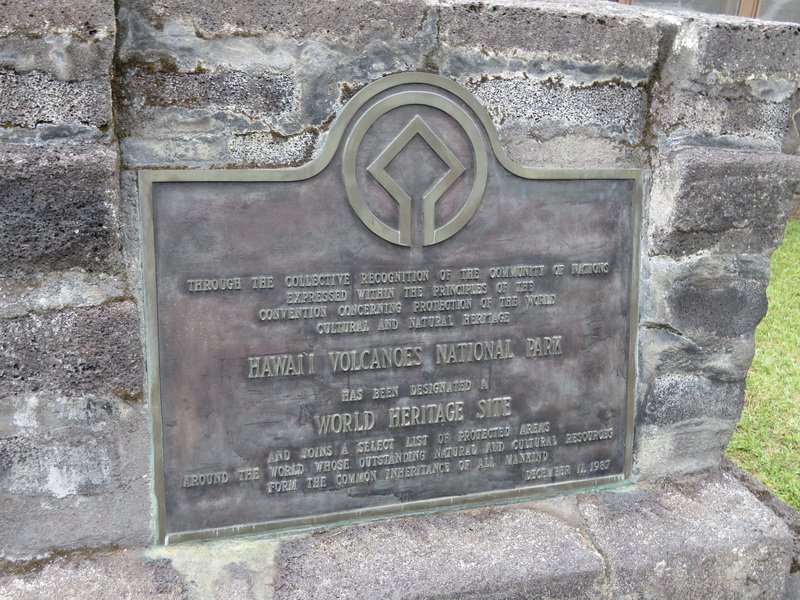 THROUGH THE COLLECTIVE RECOGNITION OF THE COMMUNITY OF NATIONS
EXPRESSED WITHIN THE PRINCIPLES OF THE
CONVENTION CONCERNING PROTECTION OF THE WORLD
CULTURAL AND NATURAL HERITAGE
HAWAI'I VOLCANOES NATIONAL PARK
HAS BEEN DESIGNATED A
WORLD HERITAGE SITE
AND JOINS A SELECT LIST OF PROTECTED AREAS
AROUND THE WORLD WHOSE OUTSTANDING NATURAL AND CULTURAL RESOURCES
FORM THE COMMON INHERITANCE OF ALL MANKIND
DECEMBER 11, 1987